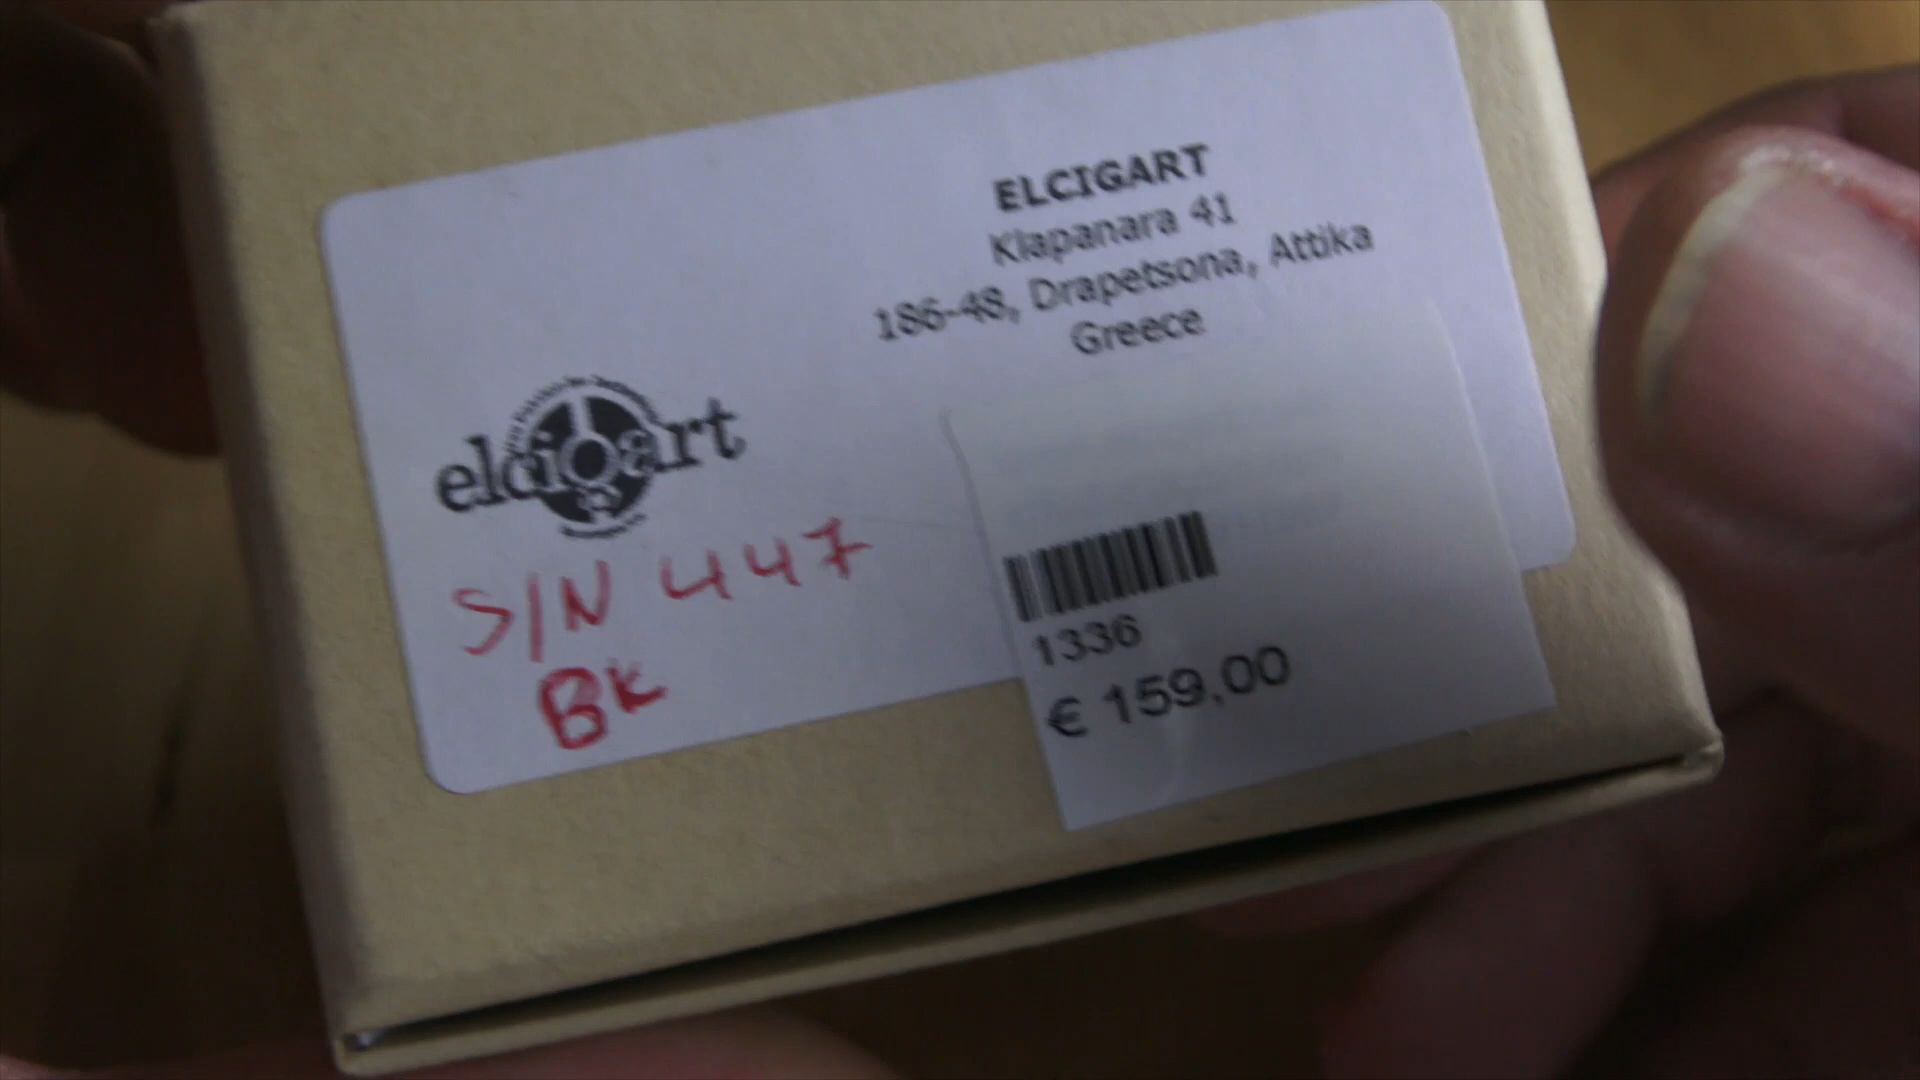 ELCIGART
Klapanara 41
186-48, Drapetsona, Attika
Greece
elcigart
S/N 447
BK
1336
€ 159,00